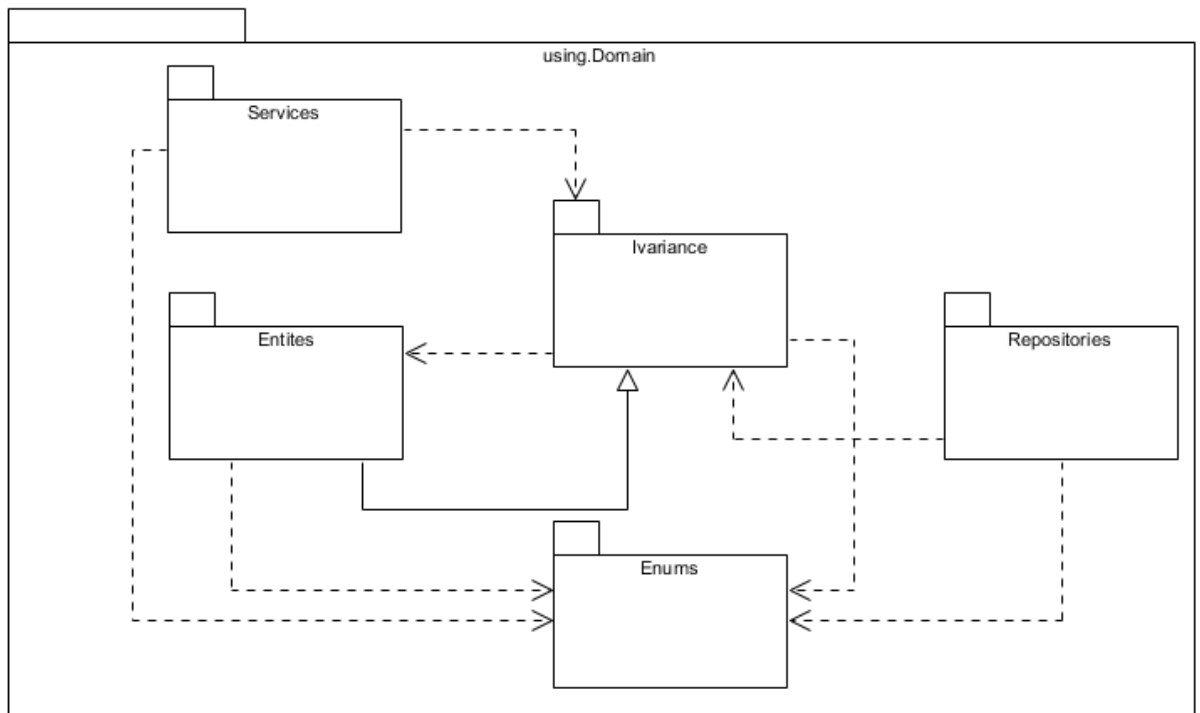 using.Domain
Services
Ivariance
Entites
Repositories
Enums